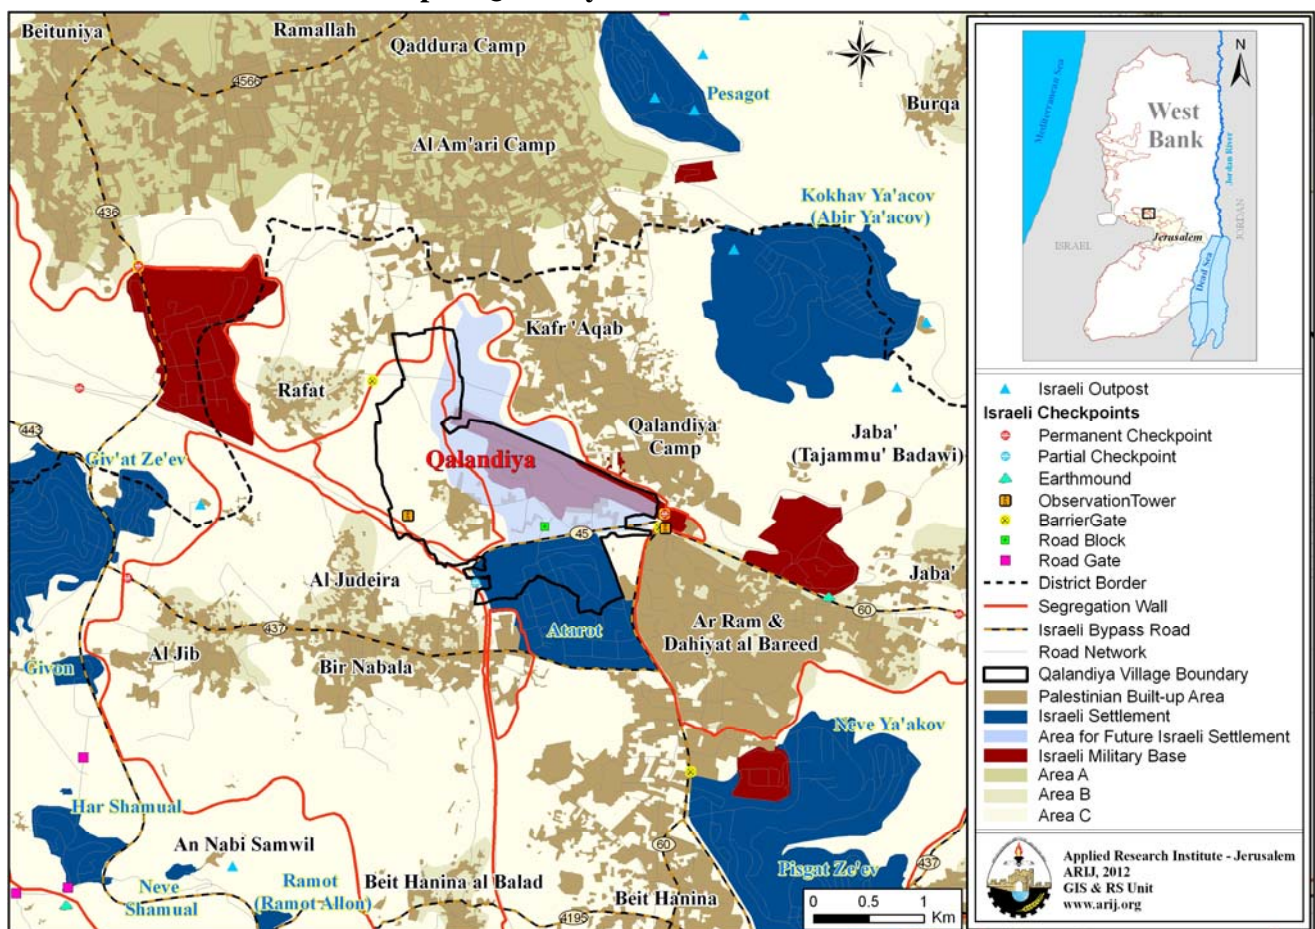 Beituniya
Ramallah
Qaddura Camp
4566
Pesagot
Burqa
Al Am'ari Camp
Kokhav Ya'acov
(Abir Ya'acov)
436
Kafr 'Aqab
Rafat
Qalandiya
Camp
Jaba'
(Tajammu' Badawi)
443
Giv'at Ze'ev
Qalandiya
45
Al Judeira
Jaba'
60
Ar Ram &
Dahiyat al Bareed
Atarot
437
Al Jib
Bir Nabala
Givon
Neve Ya'akov
Har Shamual
An Nabi Samwil
60
437
Pisgat Ze'ev
Neve
Shamual
Ramot
(Ramot Allon)
Beit Hanina al Balad
4195
Beit Hanina
0 0.5 1
Km
N
E
S
W
N
Mediterranean Sea
West
Bank
Jordan River
JORDAN
ISRAEL
Jerusalem
Dead Sea
Israeli Outpost
Israeli Checkpoints
Permanent Checkpoint
Partial Checkpoint
Earthmound
ObservationTower
BarrierGate
Road Block
Road Gate
District Border
Segregation Wall
Israeli Bypass Road
Road Network
Qalandiya Village Boundary
Palestinian Built-up Area
Israeli Settlement
Area for Future Israeli Settlement
Israeli Military Base
Area A
Area B
Area C
Applied Research Institute - Jerusalem
ARIJ, 2012
GIS & RS Unit
www.arij.org